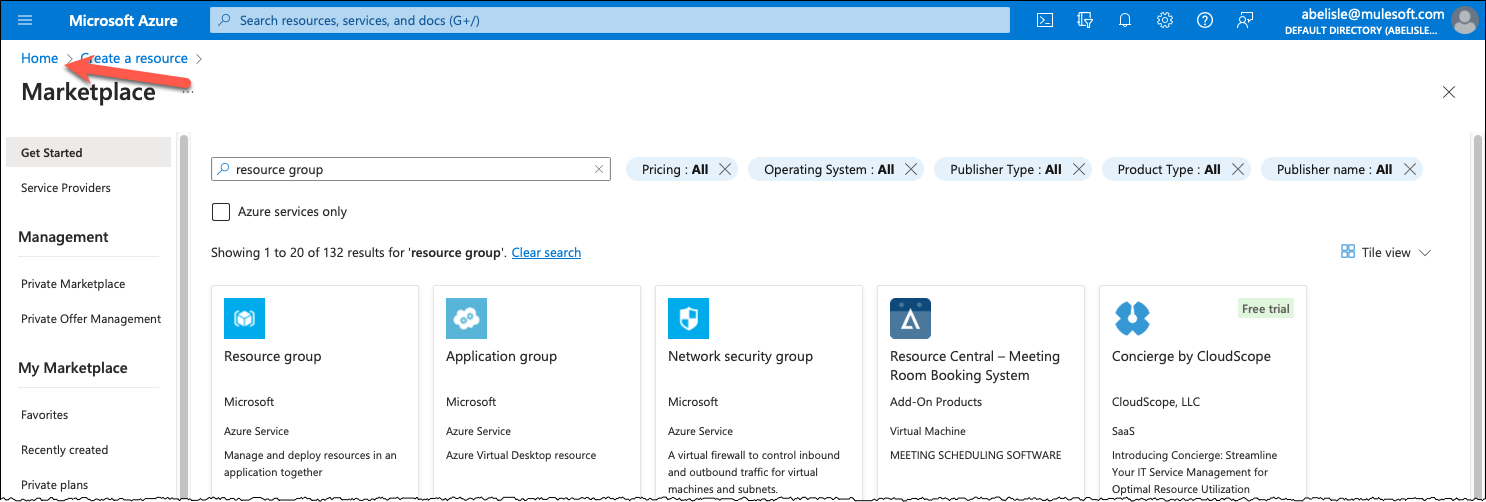 Microsoft Azure
Search resources, services, and docs (G+/)
abelisle@mulesoft.com
DEFAULT DIRECTORY (ABELISLE...
Home > Create a resource >
Marketplace ...
Get Started
Service Providers
Management
Private Marketplace
Private Offer Management
My Marketplace
Favorites
Recently created
Private plans
resource group
Pricing : All
Operating System : All
Publisher Type : All
Product Type : All
Publisher name : All
Azure services only
Showing 1 to 20 of 132 results for 'resource group'. Clear search
Tile view
Resource group
Microsoft
Azure Service
Manage and deploy resources in an
application together
Application group
Microsoft
Azure Service
Azure Virtual Desktop resource
Network security group
Microsoft
Azure Service
A virtual firewall to control inbound
and outbound traffic for virtual
machines and subnets.
Resource Central – Meeting
Room Booking System
Add-On Products
Virtual Machine
MEETING SCHEDULING SOFTWARE
Free trial
Concierge by CloudScope
CloudScope, LLC
SaaS
Introducing Concierge: Streamline
Your IT Service Management for
Optimal Resource Utilization